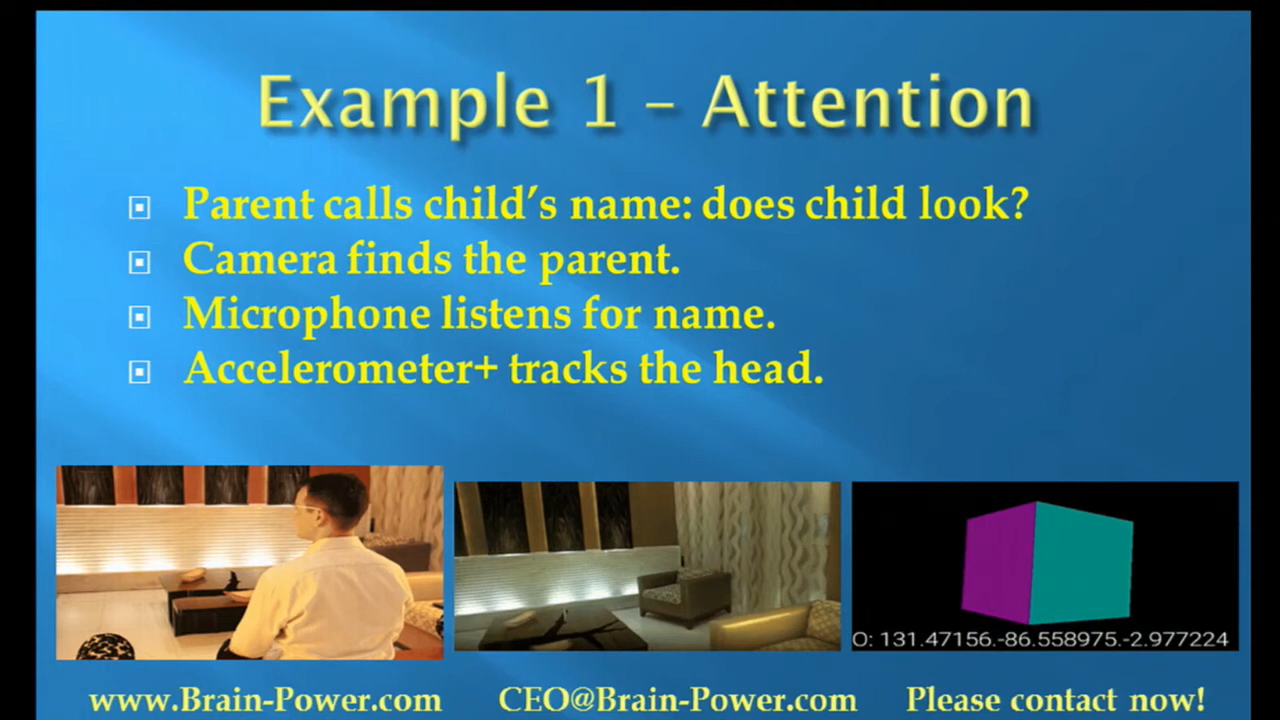 Example 1 – Attention
Parent calls child's name: does child look?
Camera finds the parent.
Microphone listens for name.
Accelerometer+ tracks the head.
O: 131.47156.-86.558975.-2.977224
www.Brain-Power.com CEO@Brain-Power.com Please contact now!